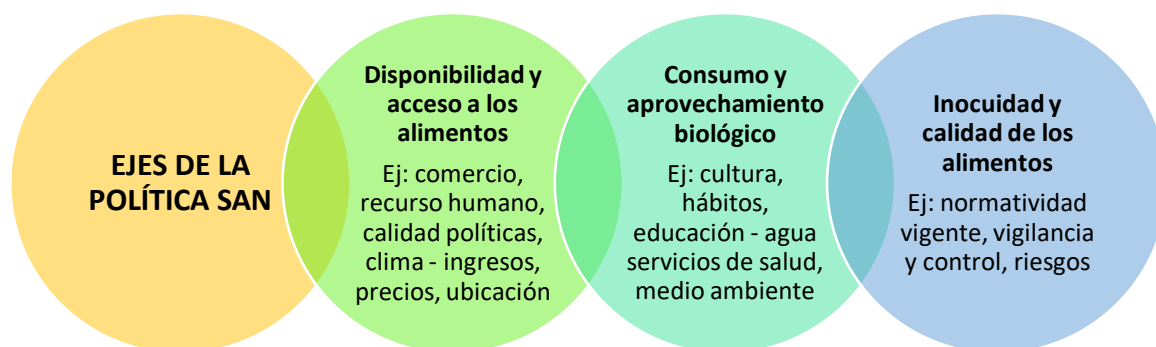 EJES DE LA
POLÍTICA SAN
Disponibilidad y
acceso a los
alimentos
Ej: comercio,
recurso humano,
calidad políticas,
clima - ingresos,
precios, ubicación
Consumo y
aprovechamiento
biológico
Ej: cultura,
hábitos,
educación - agua
servicios de salud,
medio ambiente
Inocuidad y
calidad de los
alimentos
Ej: normatividad
vigente, vigilancia
y control, riesgos